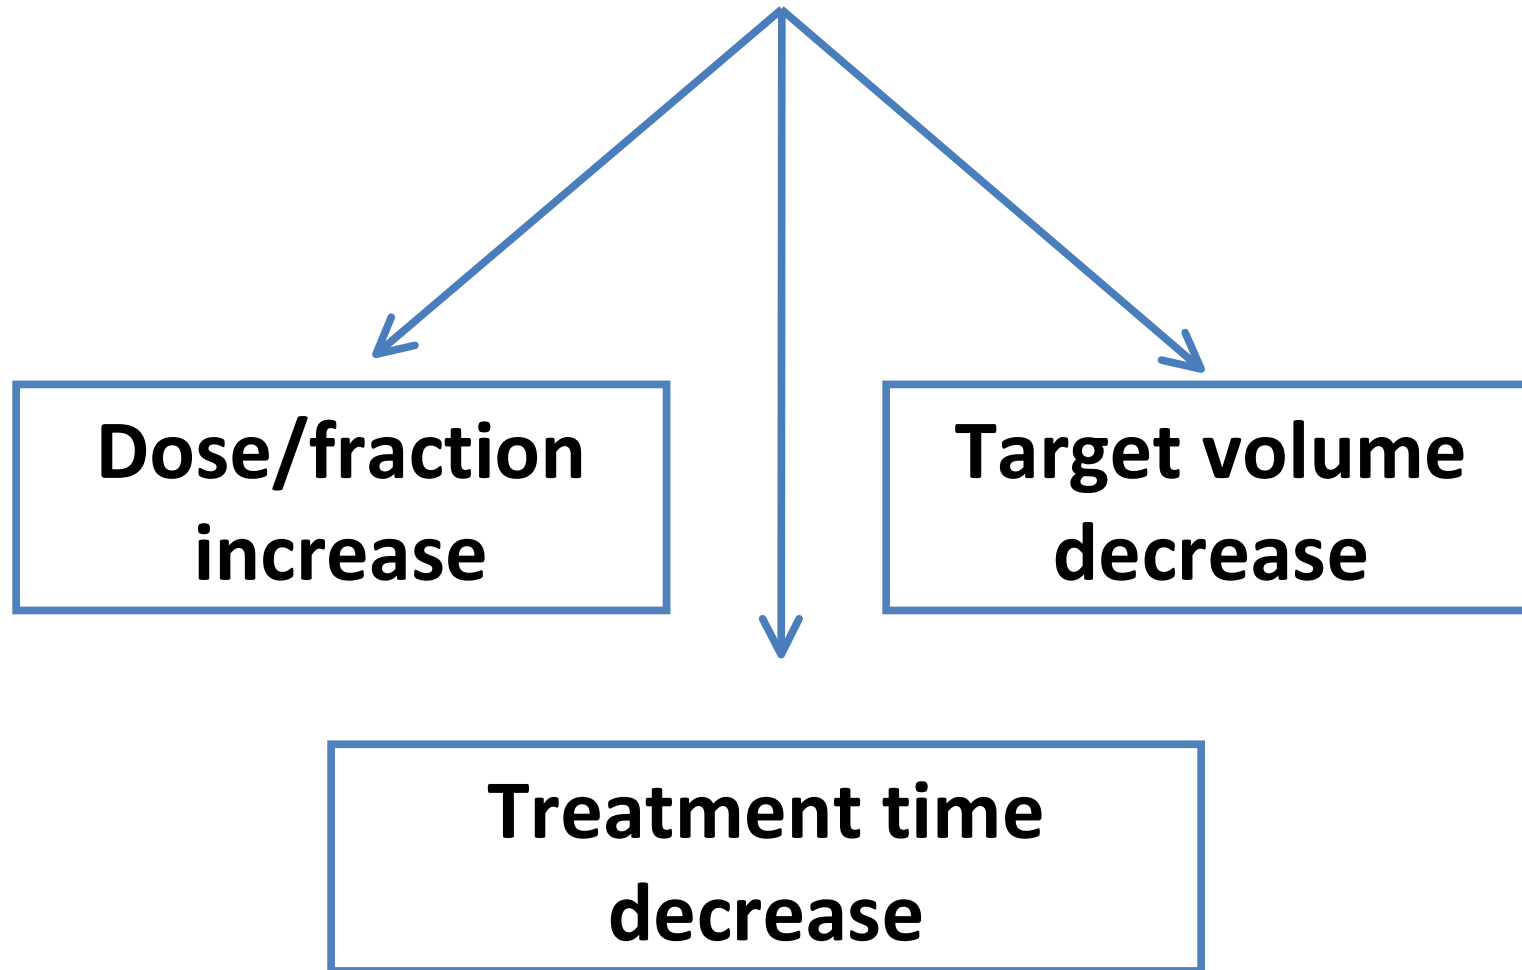 Dose/fraction
increase
Target volume
decrease
Treatment time
decrease